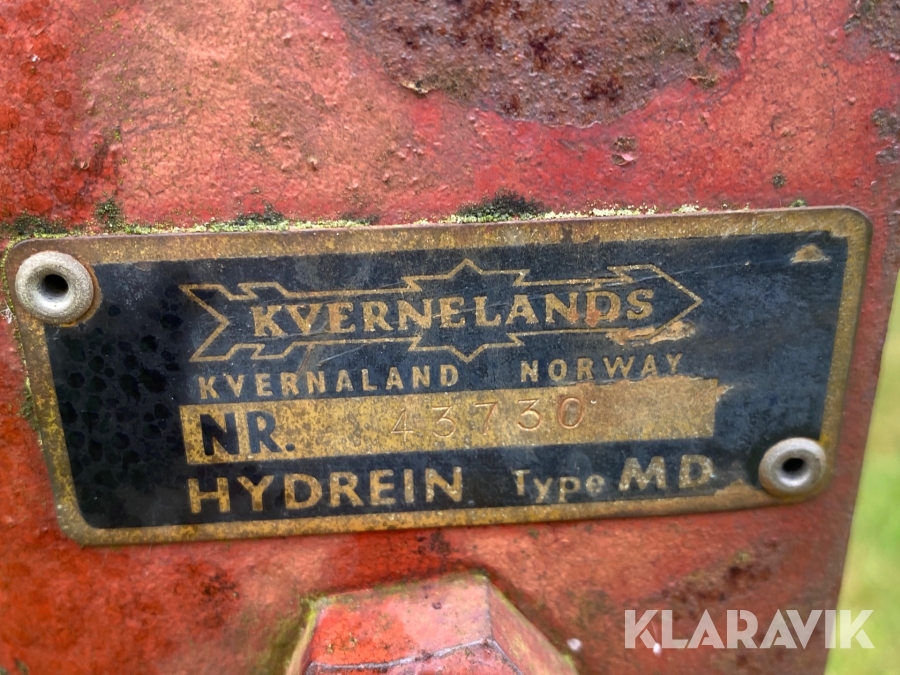 KVERNELANDS
KVERNALAND NORWAY
NR. 43730
HYDREIN Type MD
KLARAVIK